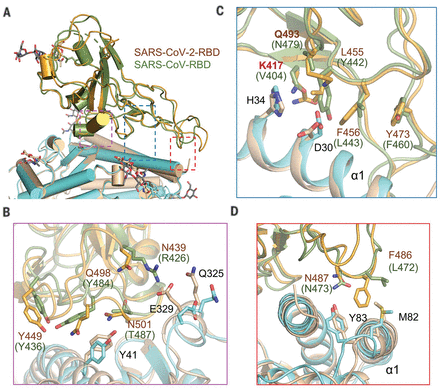 A
SARS-CoV-2-RBD
SARS-CoV-RBD
B
N439
(R426)
Q325
Q498
(Y484)
E329
N501
(T487)
Y449
(Y436)
Y41
C
Q493
(N479)
L455
(Y442)
K417
(V404)
H34
D30
F456
(L443)
Y473
(F460)
α1
D
F486
(L472)
N487
(N473)
Y83
M82
α1